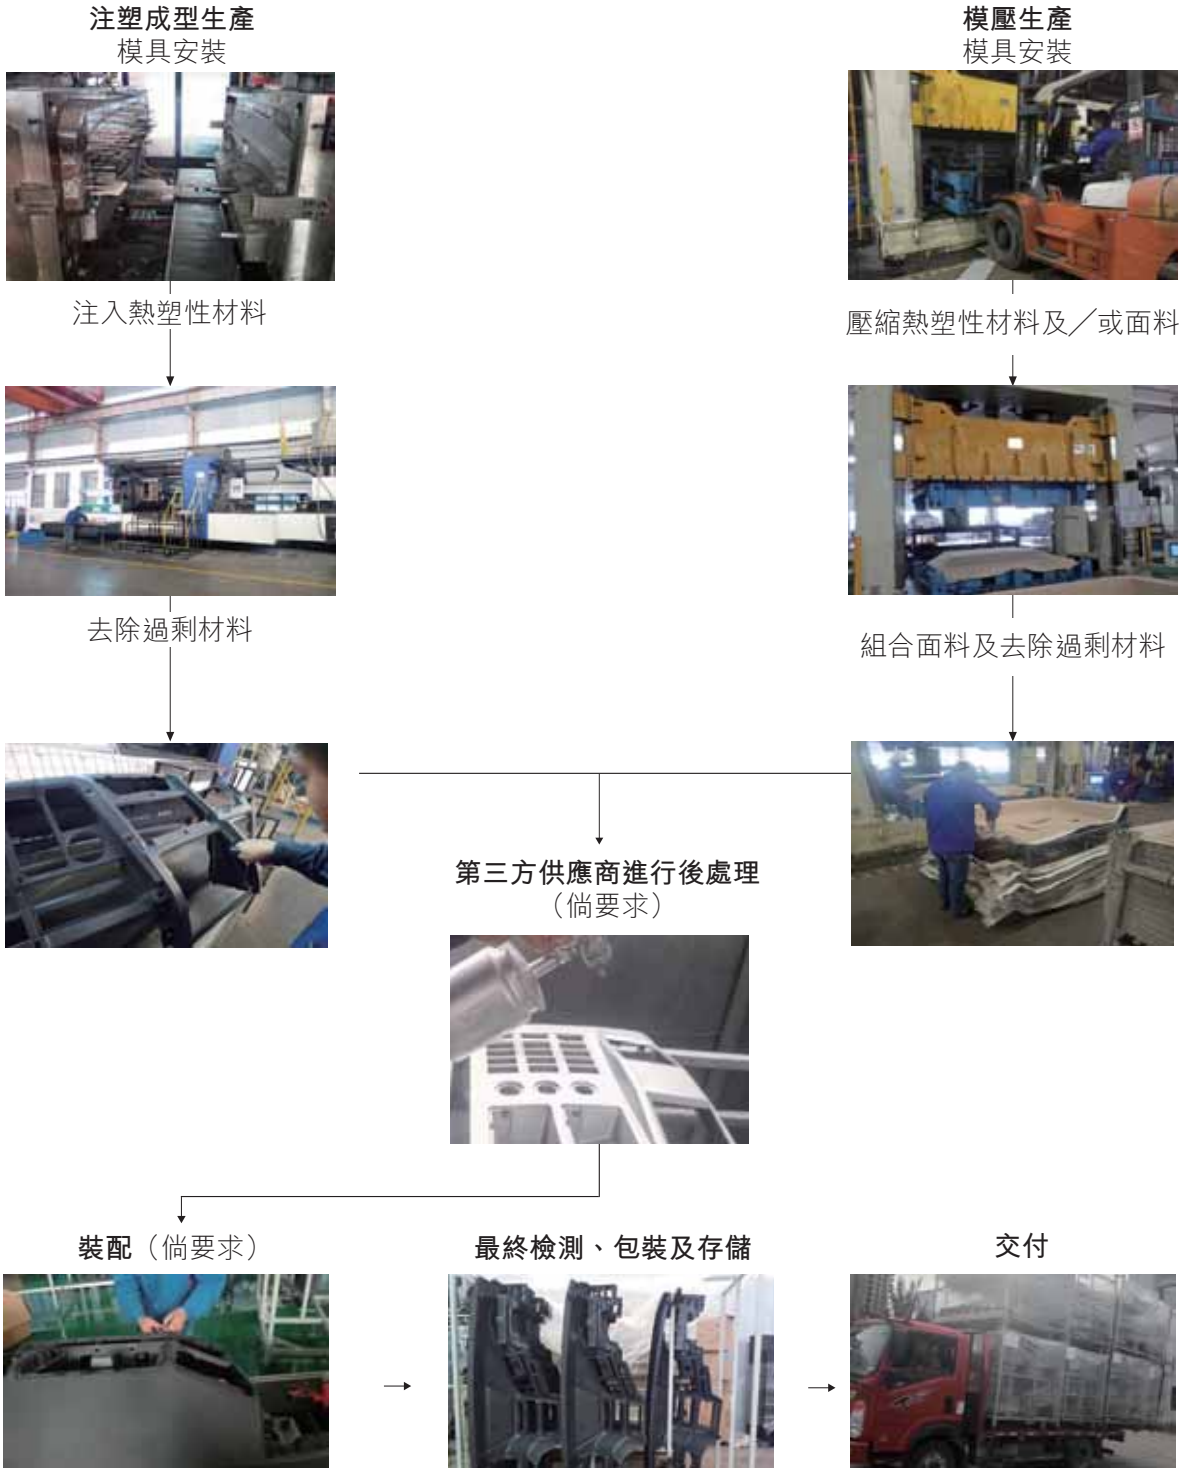 注塑成型生產
模具安裝
模壓生產
模具安裝
注入熱塑性材料
壓縮熱塑性材料及／或面料
去除過剩材料
組合面料及去除過剩材料
第三方供應商進行後處理
（倘要求）
裝配（倘要求）
最終檢測、包裝及存儲
交付